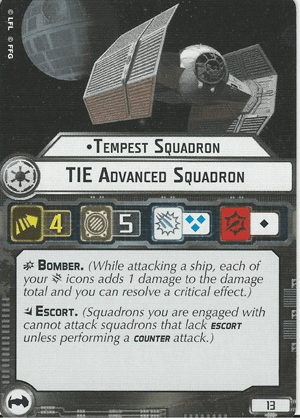 © LFL © FFG
•Tempest Squadron
TIE Advanced Squadron
4 5
Bomber. (While attacking a ship, each of
your icons adds 1 damage to the damage
total and you can resolve a critical effect.)
Escort. (Squadrons you are engaged with
cannot attack squadrons that lack escort
unless performing a counter attack.)
13